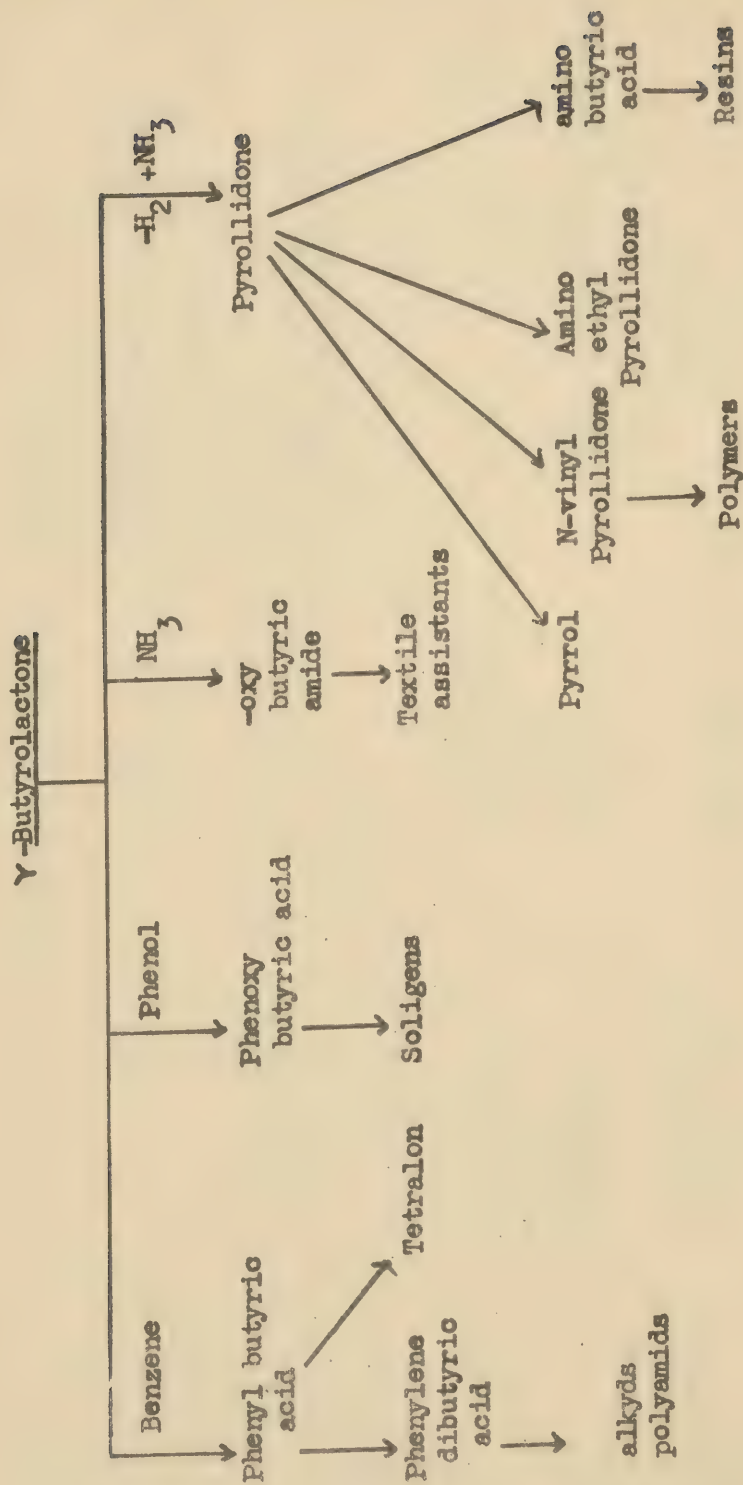 γ-Butyrolactone
Benzene
Phenol
NH3
-H2 +NH3
Phenyl butyric
acid
Phenoxy
butyric acid
-oxy
butyric
amide
Pyrollidone
Phenylene
dibutyric
acid
Tetralon
Soligens
Textile
assistants
alkyds
polyamids
Pyrrol
N-vinyl
Pyrollidone
Amino
ethyl
Pyrollidone
amino
butyric
acid
Polymers
Resins